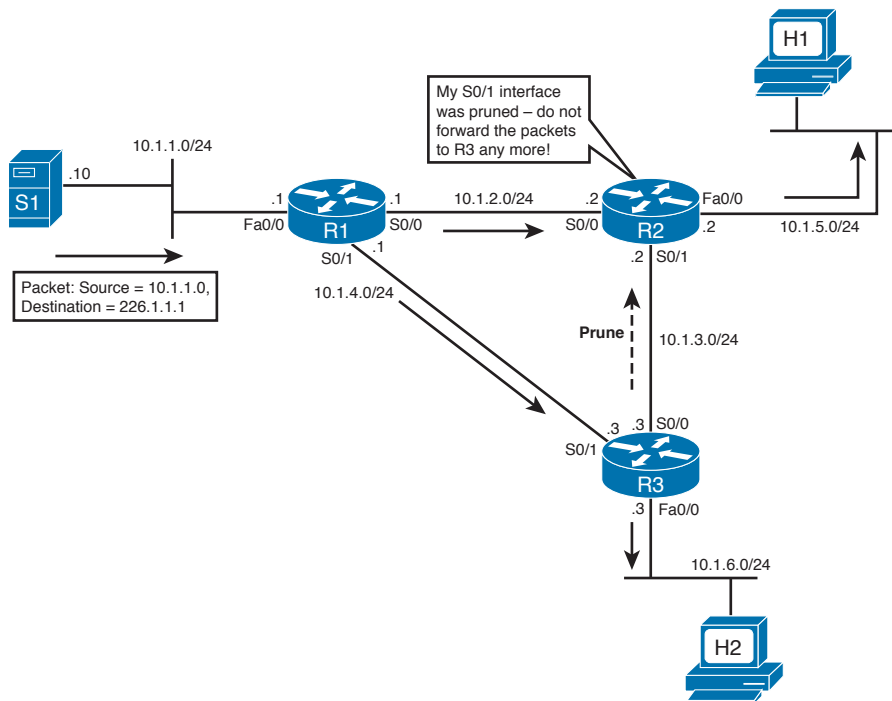 H1
My S0/1 interface
was pruned – do not
forward the packets
to R3 any more!
10.1.1.0/24
.10
S1
.1
Fa0/0
R1
.1
S0/0
10.1.2.0/24
.2
S0/0
R2
Fa0/0
.2
10.1.5.0/24
S0/1
.1
.2
S0/1
Packet: Source = 10.1.1.0,
Destination = 226.1.1.1
10.1.4.0/24
Prune
10.1.3.0/24
.3
.3
S0/0
S0/1
R3
.3
Fa0/0
10.1.6.0/24
H2